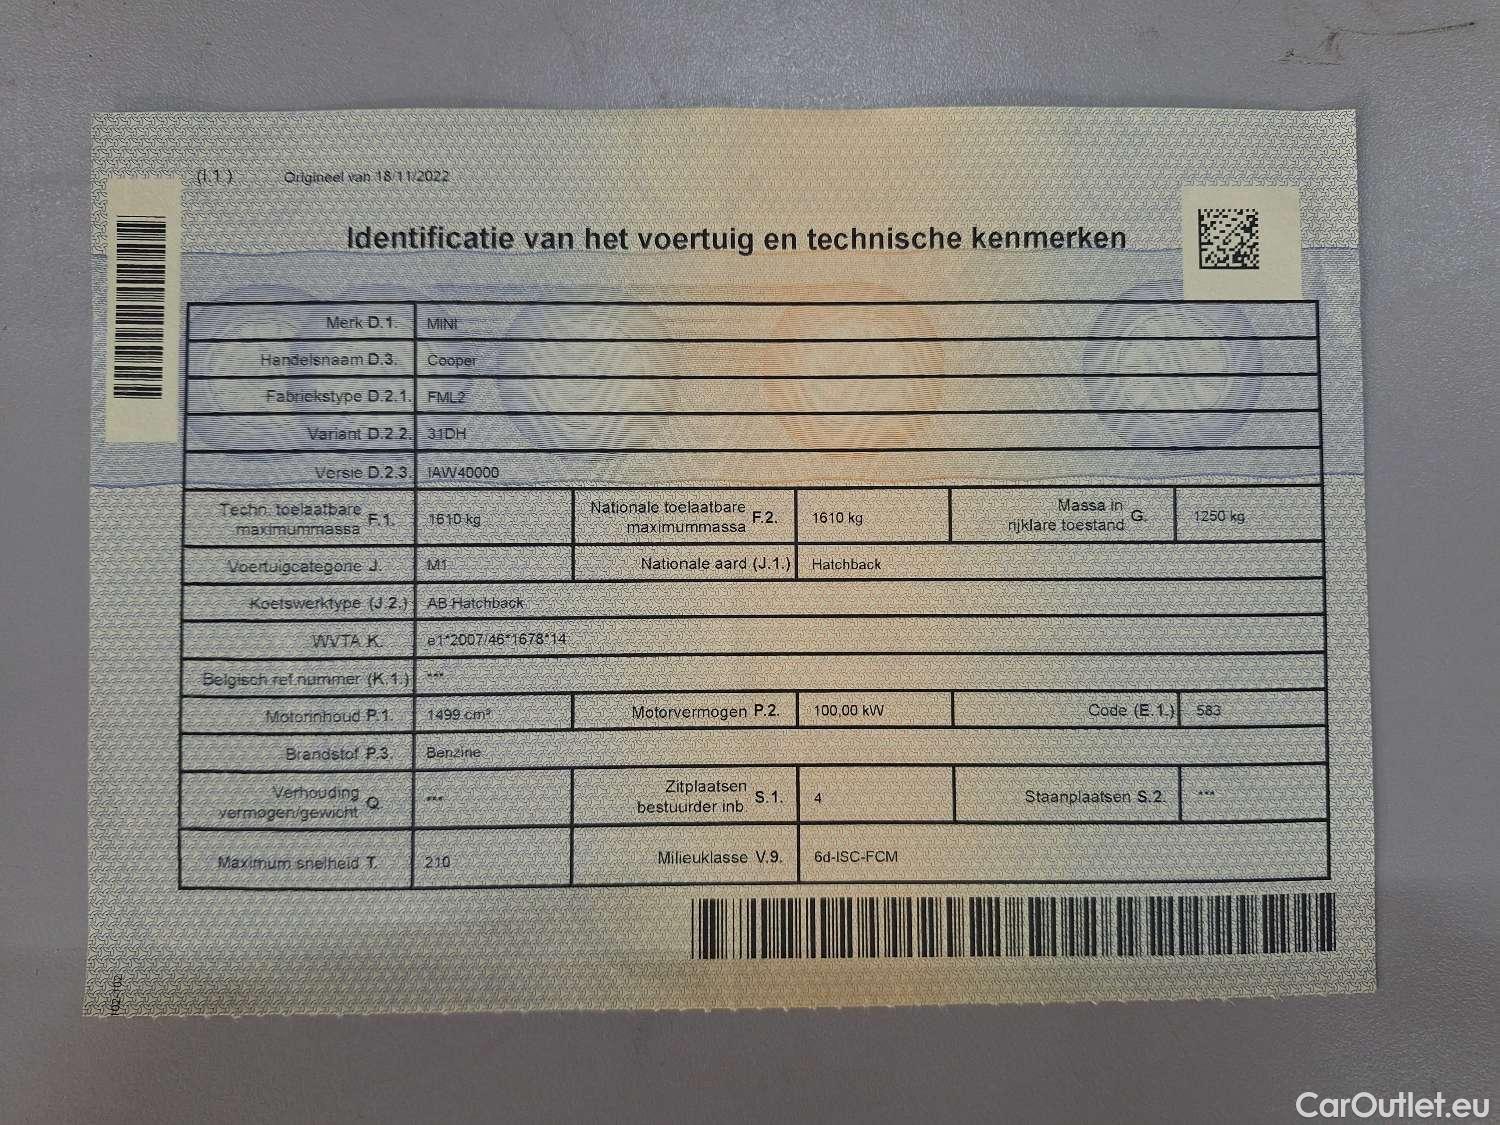 (I.1) Origineel van 18/11/2022
Identificatie van het voertuig en technische kenmerken
Merk D.1. MINI
Handelsnaam D.3. Cooper
Fabriekstype D.2.1. FML2
Variant D.2.2. 31DH
Versie D.2.3. IAW40000
Techn. toelaatbare maximummassa F.1. 1610 kg Nationale toelaatbare maximummassa F.2. 1610 kg Massa in rijklare toestand G. 1250 kg
Voertuigcategorie J. M1 Nationale aard (J.1.) Hatchback
Koetswerktype (J.2.) AB Hatchback
WVTA K. e1*2007/46*1678*14
Belgisch ref.nummer (K.1.) ***
Motorinhoud P.1. 1499 cm³ Motorvermogen P.2. 100,00 kW Code (E.1.) 583
Brandstof P.3. Benzine
Verhouding vermogen/gewicht Q. *** Zitplaatsen bestuurder inb. S.1. 4 Staanplaatsen S.2. ***
Maximum snelheid T. 210 Milieuklasse V.9. 6d-ISC-FCM
CarOutlet.eu